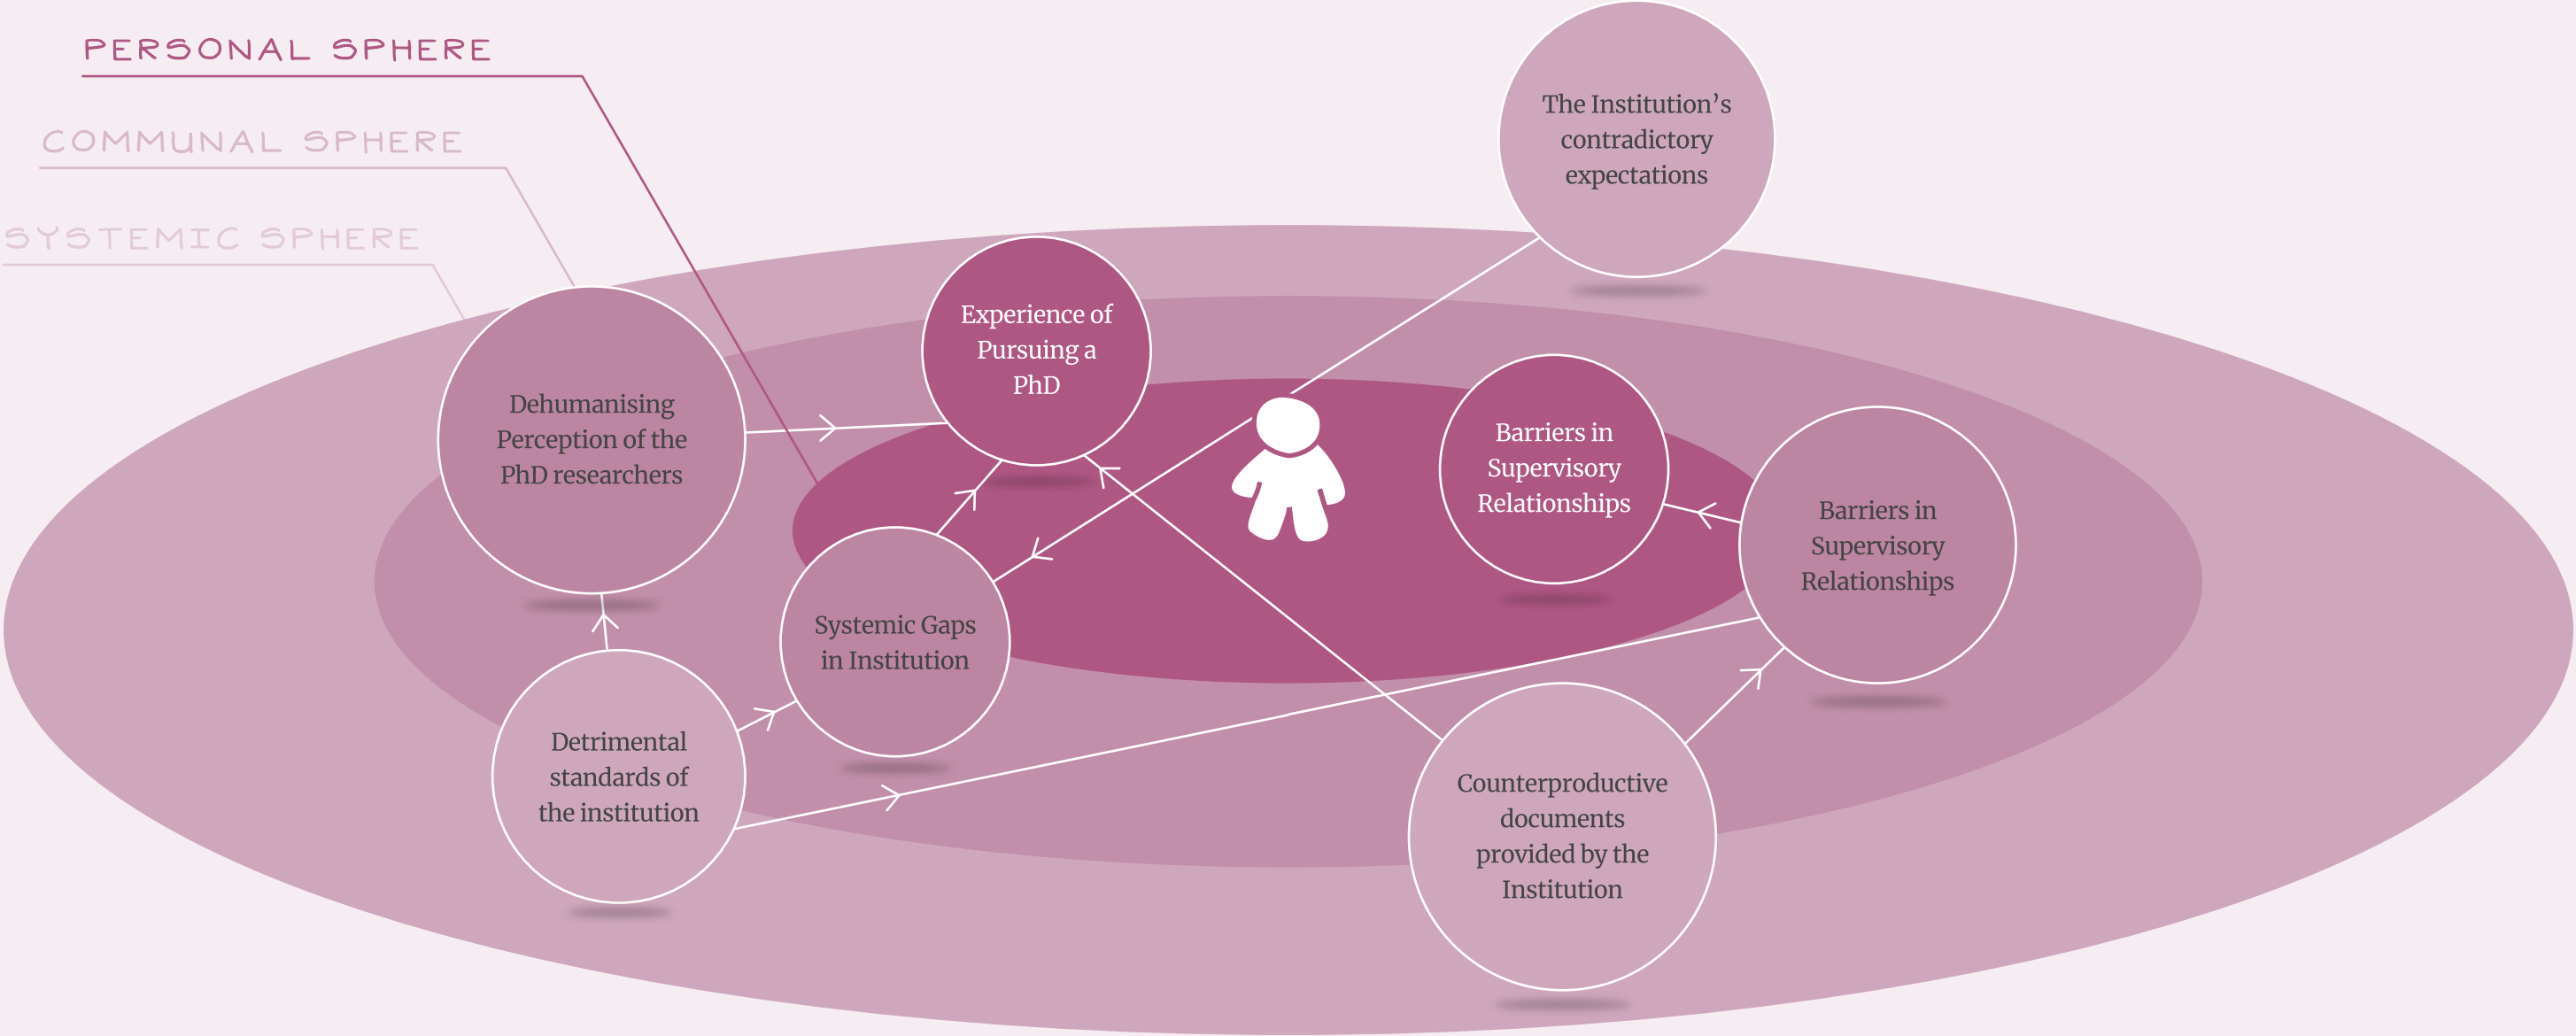 PERSONAL SPHERE
COMMUNAL SPHERE
SYSTEMIC SPHERE
The Institution’s
contradictory
expectations
Experience of
Pursuing a
PhD
Dehumanising
Perception of the
PhD researchers
Barriers in
Supervisory
Relationships
Barriers in
Supervisory
Relationships
Systemic Gaps
in Institution
Detrimental
standards of
the institution
Counterproductive
documents
provided by the
Institution